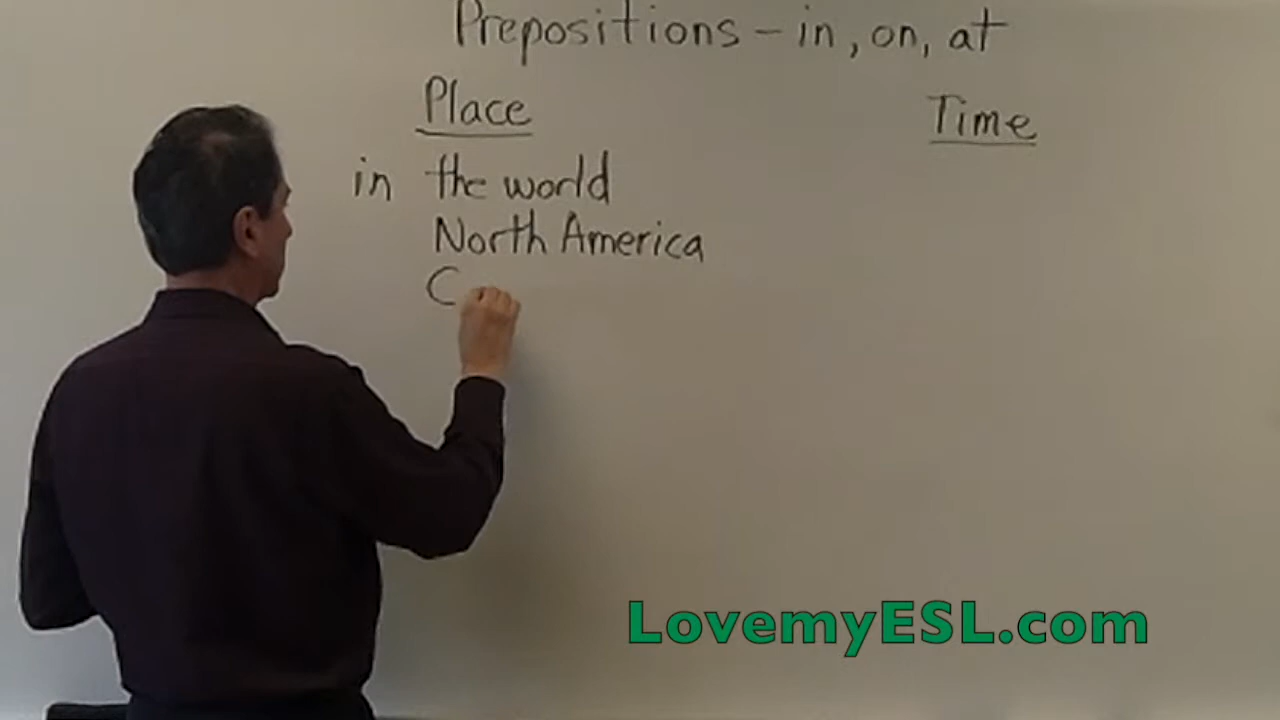 Prepositions – in, on, at
Place
Time
in the world
North America
C
LovemyESL.com